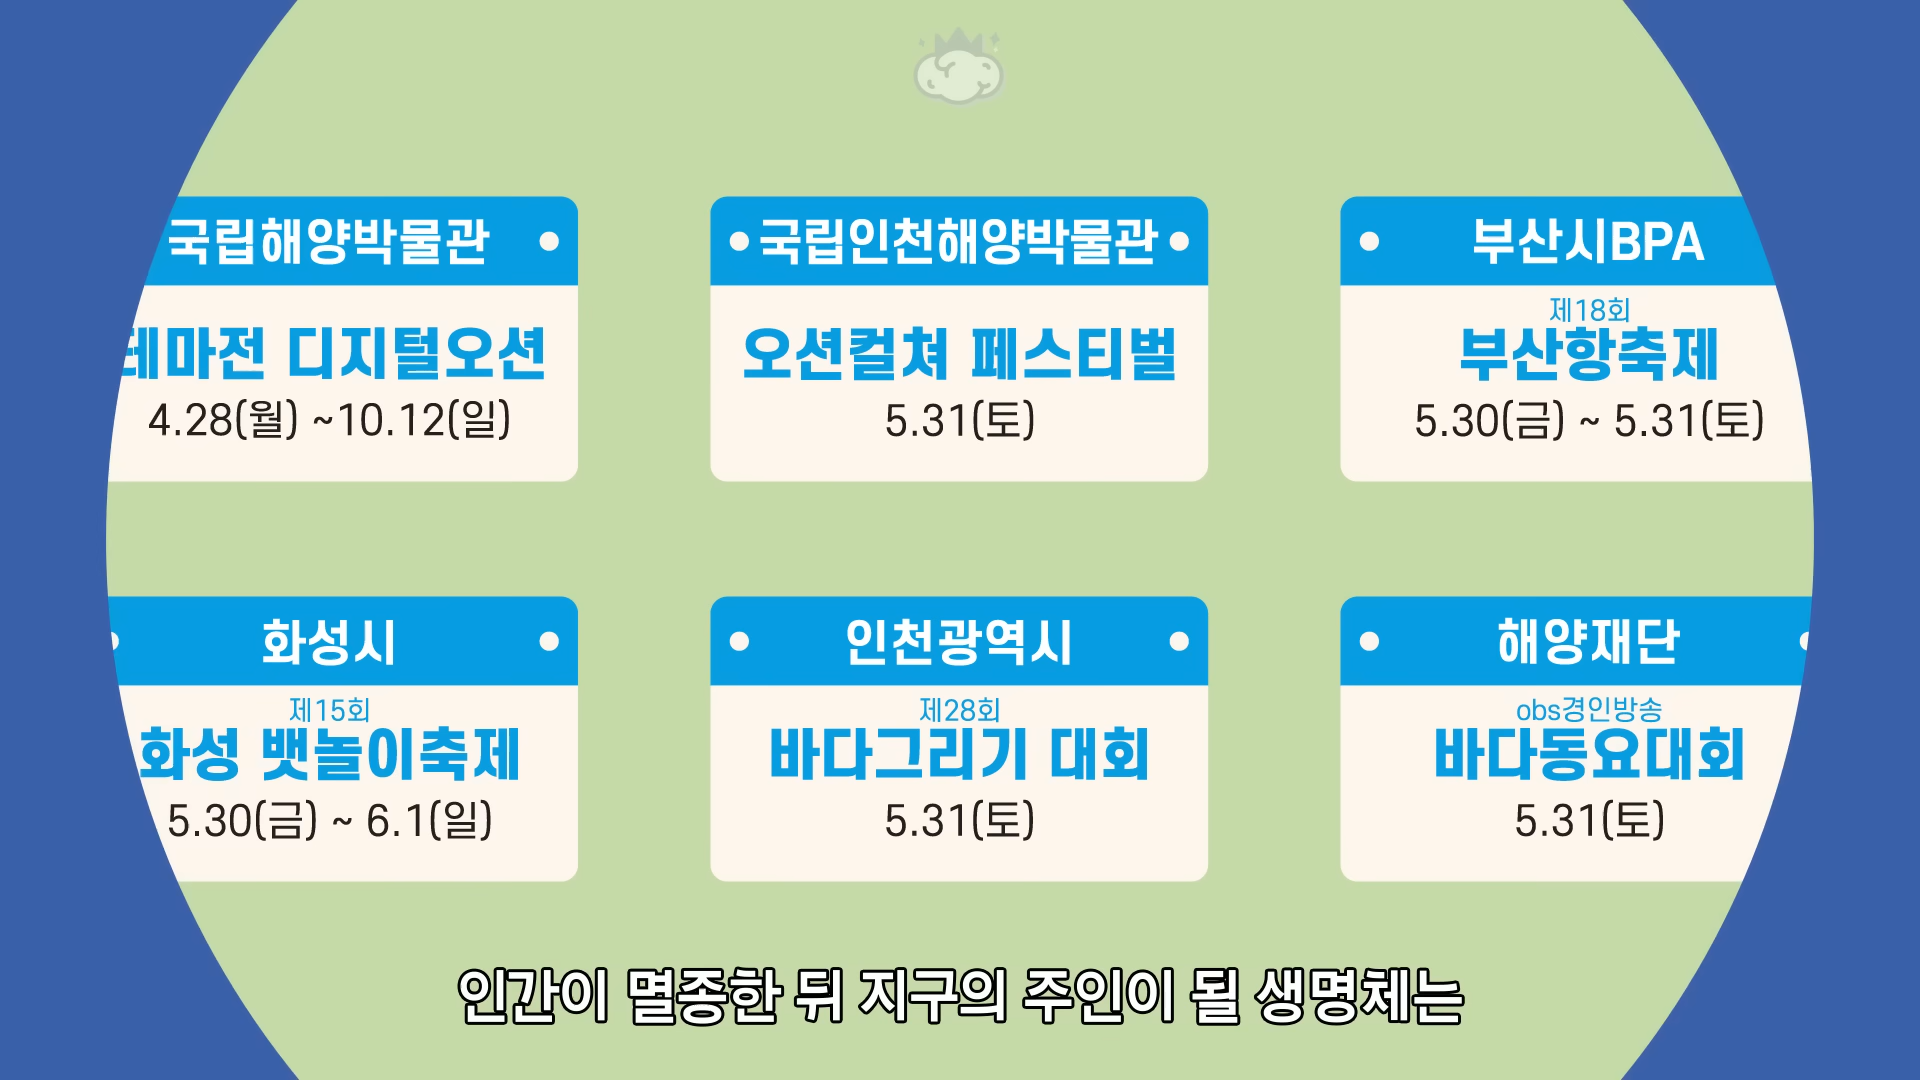 국립해양박물관
테마전 디지털오션
4.28(월) ~10.12(일)
국립인천해양박물관
오션컬쳐 페스티벌
5.31(토)
부산시BPA
제18회
부산항축제
5.30(금) ~ 5.31(토)
화성시
제15회
화성 뱃놀이축제
5.30(금) ~ 6.1(일)
인천광역시
제28회
바다그리기 대회
5.31(토)
해양재단
obs경인방송
바다동요대회
5.31(토)
인간이 멸종한 뒤 지구의 주인이 될 생명체는